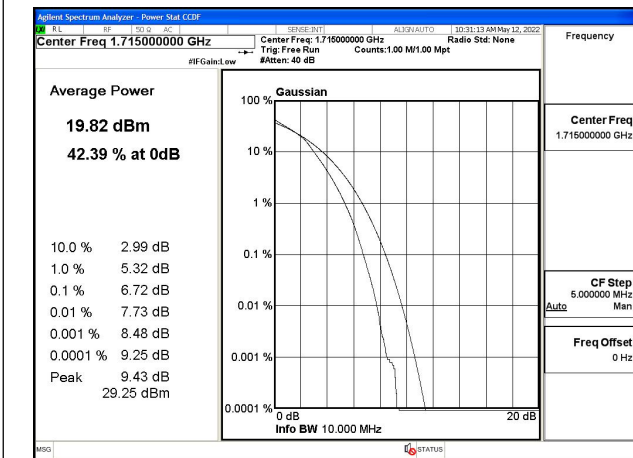 Agilent Spectrum Analyzer - Power Stat CCDF
RL RF 50 Ω AC SENSE:INT ALIGN AUTO 10:31:13 AM May 12, 2022
Center Freq 1.715000000 GHz
Center Freq: 1.715000000 GHz Radio Std: None
Trig: Free Run Counts:1.00 M/1.00 Mpt
#IFGain:Low #Atten: 40 dB
Frequency
Average Power
19.82 dBm
42.39 % at 0dB
10.0 % 2.99 dB
1.0 % 5.32 dB
0.1 % 6.72 dB
0.01 % 7.73 dB
0.001 % 8.48 dB
0.0001 % 9.25 dB
Peak 9.43 dB
29.25 dBm
Gaussian
100 %
10 %
1 %
0.1 %
0.01 %
0.001 %
0.0001 %
0 dB 20 dB
Info BW 10.000 MHz
Center Freq
1.715000000 GHz
CF Step
5.000000 MHz
Auto Man
Freq Offset
0 Hz
MSG STATUS